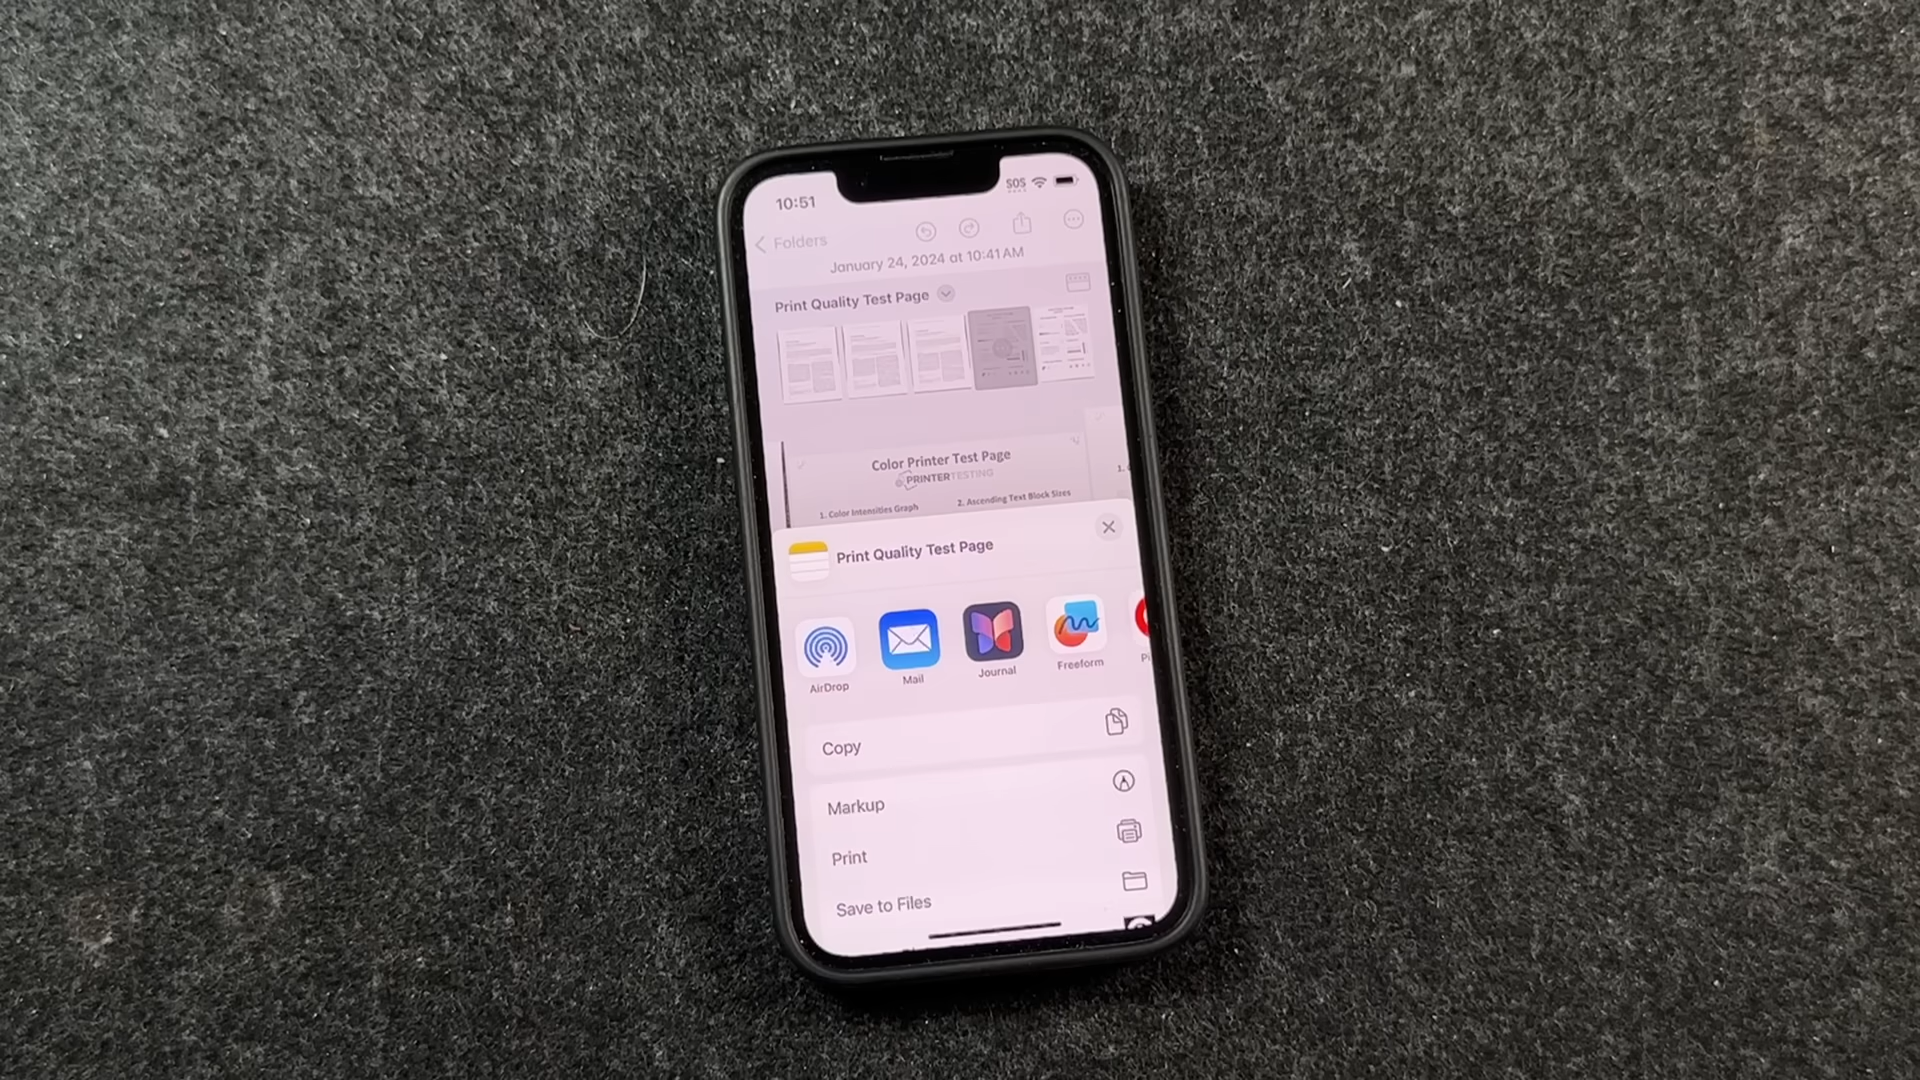 10:51
SOS
Folders
January 24, 2024 at 10:41 AM
Print Quality Test Page
Color Printer Test Page
PRINTERTESTING
1. Color Intensities Graph
2. Ascending Text Block Sizes
1.
Print Quality Test Page
AirDrop
Mail
Journal
Freeform
Copy
Markup
Print
Save to Files